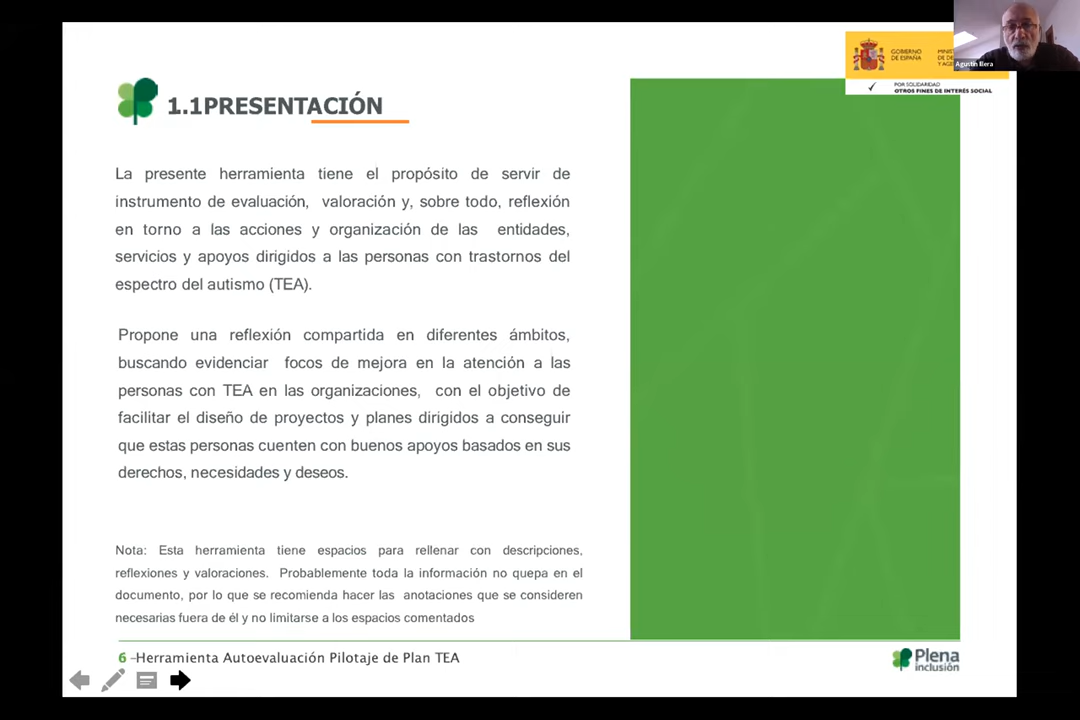 GOBIERNO
DE ESPAÑA
Agustín Illera
POR SOLIDARIDAD
OTROS FINES DE INTERÉS SOCIAL
1.1PRESENTACIÓN
La presente herramienta tiene el propósito de servir de
instrumento de evaluación, valoración y, sobre todo, reflexión
en torno a las acciones y organización de las entidades,
servicios y apoyos dirigidos a las personas con trastornos del
espectro del autismo (TEA).
Propone una reflexión compartida en diferentes ámbitos,
buscando evidenciar focos de mejora en la atención a las
personas con TEA en las organizaciones, con el objetivo de
facilitar el diseño de proyectos y planes dirigidos a conseguir
que estas personas cuenten con buenos apoyos basados en sus
derechos, necesidades y deseos.
Nota: Esta herramienta tiene espacios para rellenar con descripciones,
reflexiones y valoraciones. Probablemente toda la información no quepa en el
documento, por lo que se recomienda hacer las anotaciones que se consideren
necesarias fuera de él y no limitarse a los espacios comentados
6 –Herramienta Autoevaluación Pilotaje de Plan TEA
Plena
inclusión